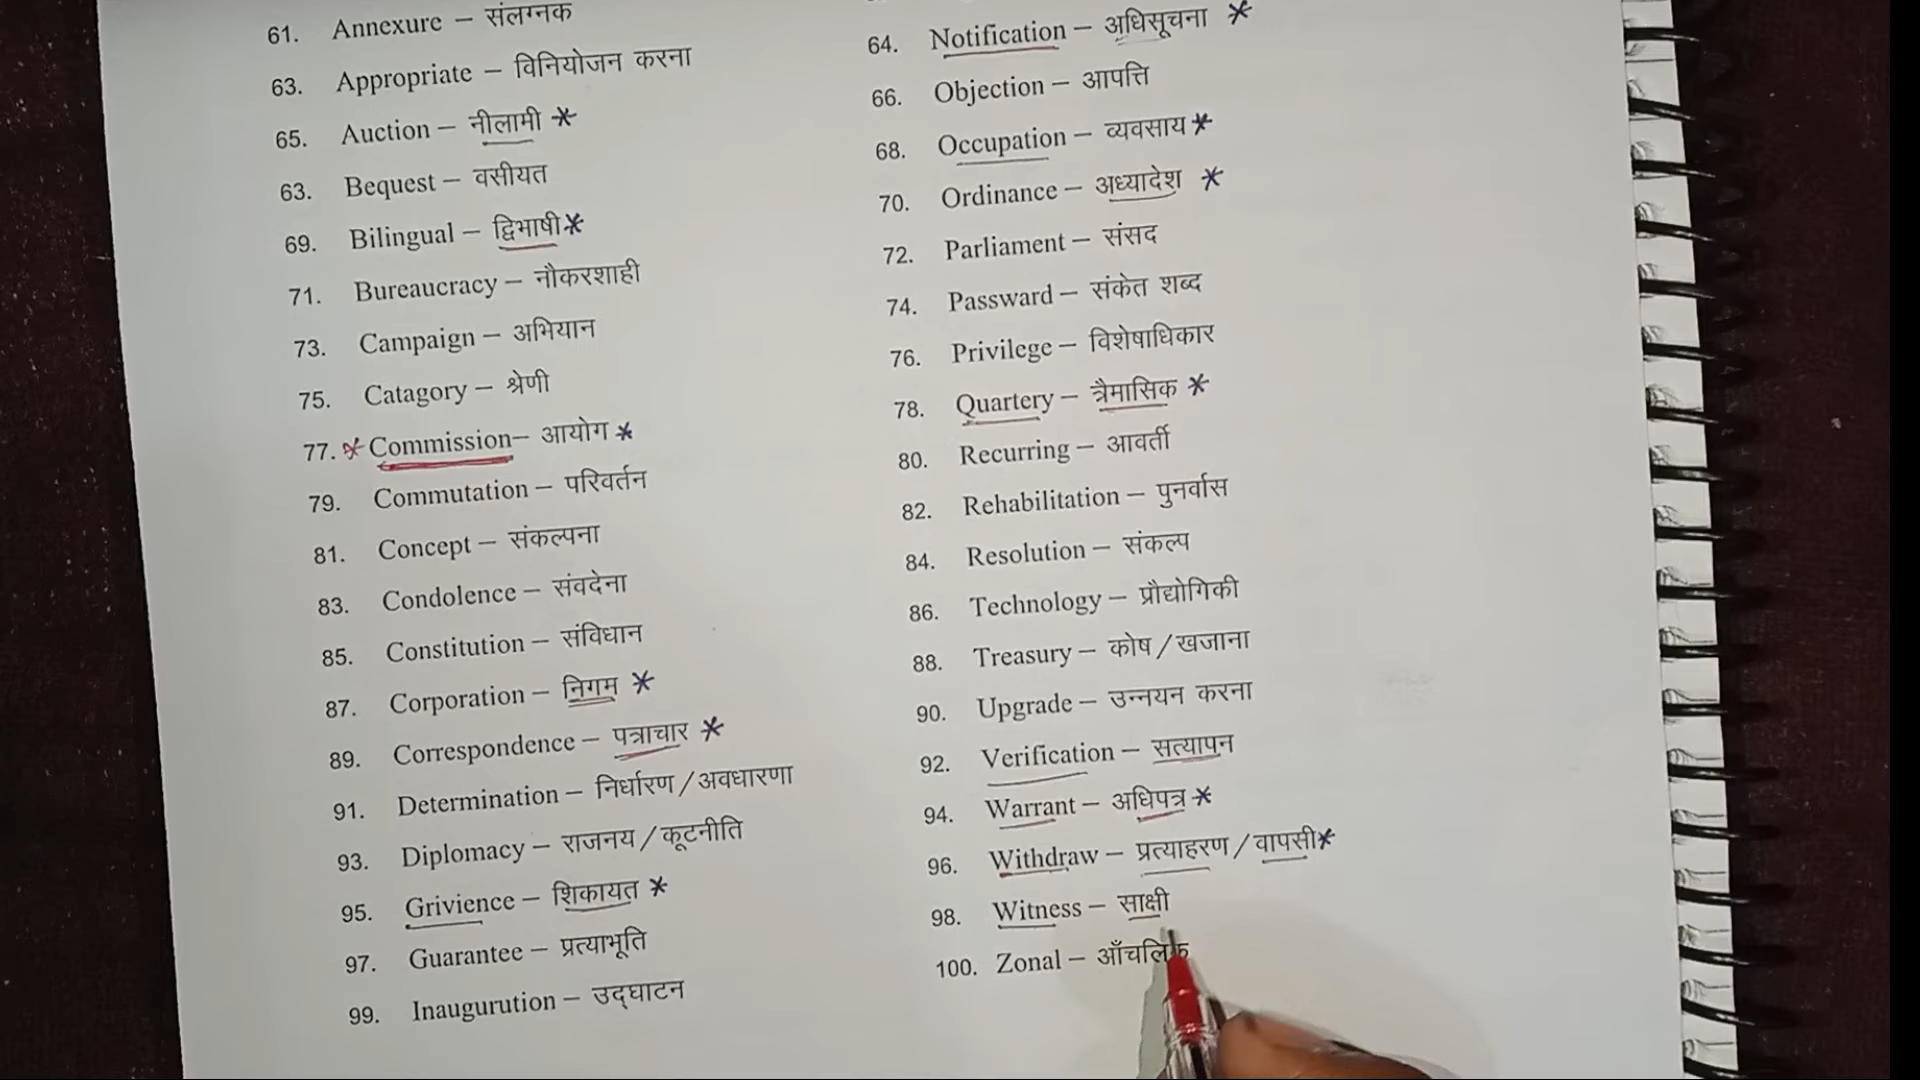 61. Annexure – संलग्नक
63. Appropriate – विनियोजन करना
65. Auction – नीलामी *
63. Bequest – वसीयत
69. Bilingual – द्विभाषी *
71. Bureaucracy – नौकरशाही
73. Campaign – अभियान
75. Catagory – श्रेणी
77. * Commission – आयोग *
79. Commutation – परिवर्तन
81. Concept – संकल्पना
83. Condolence – संवदेना
85. Constitution – संविधान
87. Corporation – निगम *
89. Correspondence – पत्राचार *
91. Determination – निर्धारण / अवधारणा
93. Diplomacy – राजनय / कूटनीति
95. Grivience – शिकायत *
97. Guarantee – प्रत्याभूति
99. Inaugurution – उद्घाटन
64. Notification – अधिसूचना *
66. Objection – आपत्ति
68. Occupation – व्यवसाय *
70. Ordinance – अध्यादेश *
72. Parliament – संसद
74. Passward – संकेत शब्द
76. Privilege – विशेषाधिकार
78. Quartery – त्रैमासिक *
80. Recurring – आवर्ती
82. Rehabilitation – पुनर्वास
84. Resolution – संकल्प
86. Technology – प्रौद्योगिकी
88. Treasury – कोष / खजाना
90. Upgrade – उन्नयन करना
92. Verification – सत्यापन
94. Warrant – अधिपत्र *
96. Withdraw – प्रत्याहरण / वापसी *
98. Witness – साक्षी
100. Zonal – आँचलिक